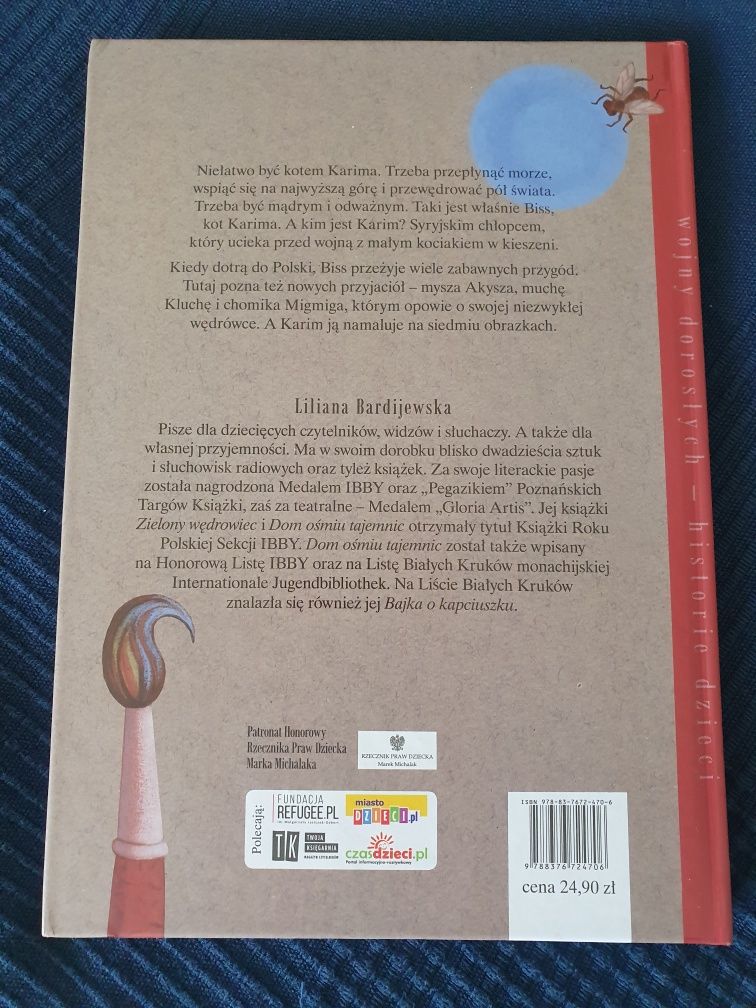 Niełatwo być kotem Karima. Trzeba przepłynąć morze,
wspiąć się na najwyższą górę i przewędrować pół świata.
Trzeba być mądrym i odważnym. Taki jest właśnie Biss,
kot Karima. A kim jest Karim? Syryjskim chłopcem,
który ucieka przed wojną z małym kociakiem w kieszeni.
Kiedy dotrą do Polski, Biss przeżyje wiele zabawnych przygód.
Tutaj pozna też nowych przyjaciół – mysza Akysza, muchę
Kluchę i chomika Migmiga, którym opowie o swojej niezwykłej
wędrówce. A Karim ją namaluje na siedmiu obrazkach.
Liliana Bardijewska
Pisze dla dziecięcych czytelników, widzów i słuchaczy. A także dla
własnej przyjemności. Ma w swoim dorobku blisko dwadzieścia sztuk
i słuchowisk radiowych oraz tyleż książek. Za swoje literackie pasje
została nagrodzona Medalem IBBY oraz „Pegazikiem” Poznańskich
Targów Książki, zaś za teatralne – Medalem „Gloria Artis”. Jej książki
Zielony wędrowiec i Dom ośmiu tajemnic otrzymały tytuł Książki Roku
Polskiej Sekcji IBBY. Dom ośmiu tajemnic został także wpisany
na Honorową Listę IBBY oraz na Listę Białych Kruków monachijskiej
Internationale Jugendbibliothek. Na Liście Białych Kruków
znalazła się również jej Bajka o kapciuszku.
wojny dorosłych – historie dzieci
Patronat Honorowy
Rzecznika Praw Dziecka
Marka Michalaka
RZECZNIK PRAW DZIECKA
Marek Michalak
Polecają:
FUNDACJA
REFUGEE.PL
miasto
DZIECI.pl
TK
TWOJA
KSIĘGARNIA
MAGAZYN CZYTELNIKÓW
czasdzieci.pl
Portal informacyjno-rozrywkowy
ISBN 978-83-7672-470-6
9 788376 724706
cena 24,90 zł